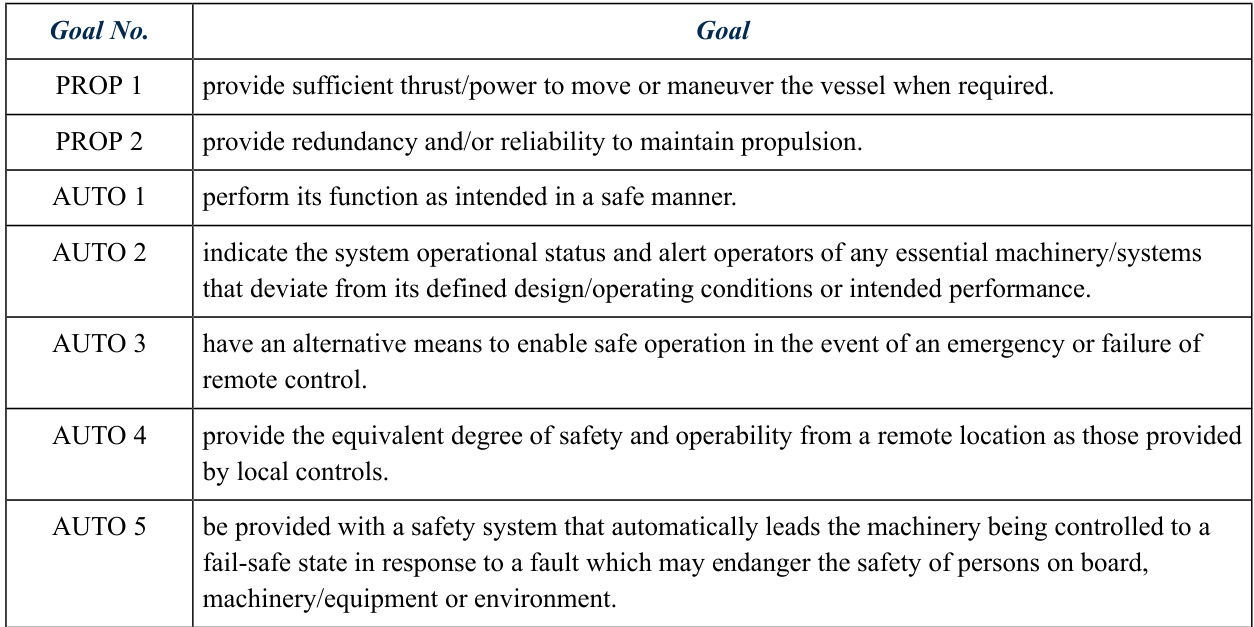 Goal No. Goal
PROP 1 provide sufficient thrust/power to move or maneuver the vessel when required.
PROP 2 provide redundancy and/or reliability to maintain propulsion.
AUTO 1 perform its function as intended in a safe manner.
AUTO 2 indicate the system operational status and alert operators of any essential machinery/systems
that deviate from its defined design/operating conditions or intended performance.
AUTO 3 have an alternative means to enable safe operation in the event of an emergency or failure of
remote control.
AUTO 4 provide the equivalent degree of safety and operability from a remote location as those provided
by local controls.
AUTO 5 be provided with a safety system that automatically leads the machinery being controlled to a
fail-safe state in response to a fault which may endanger the safety of persons on board,
machinery/equipment or environment.